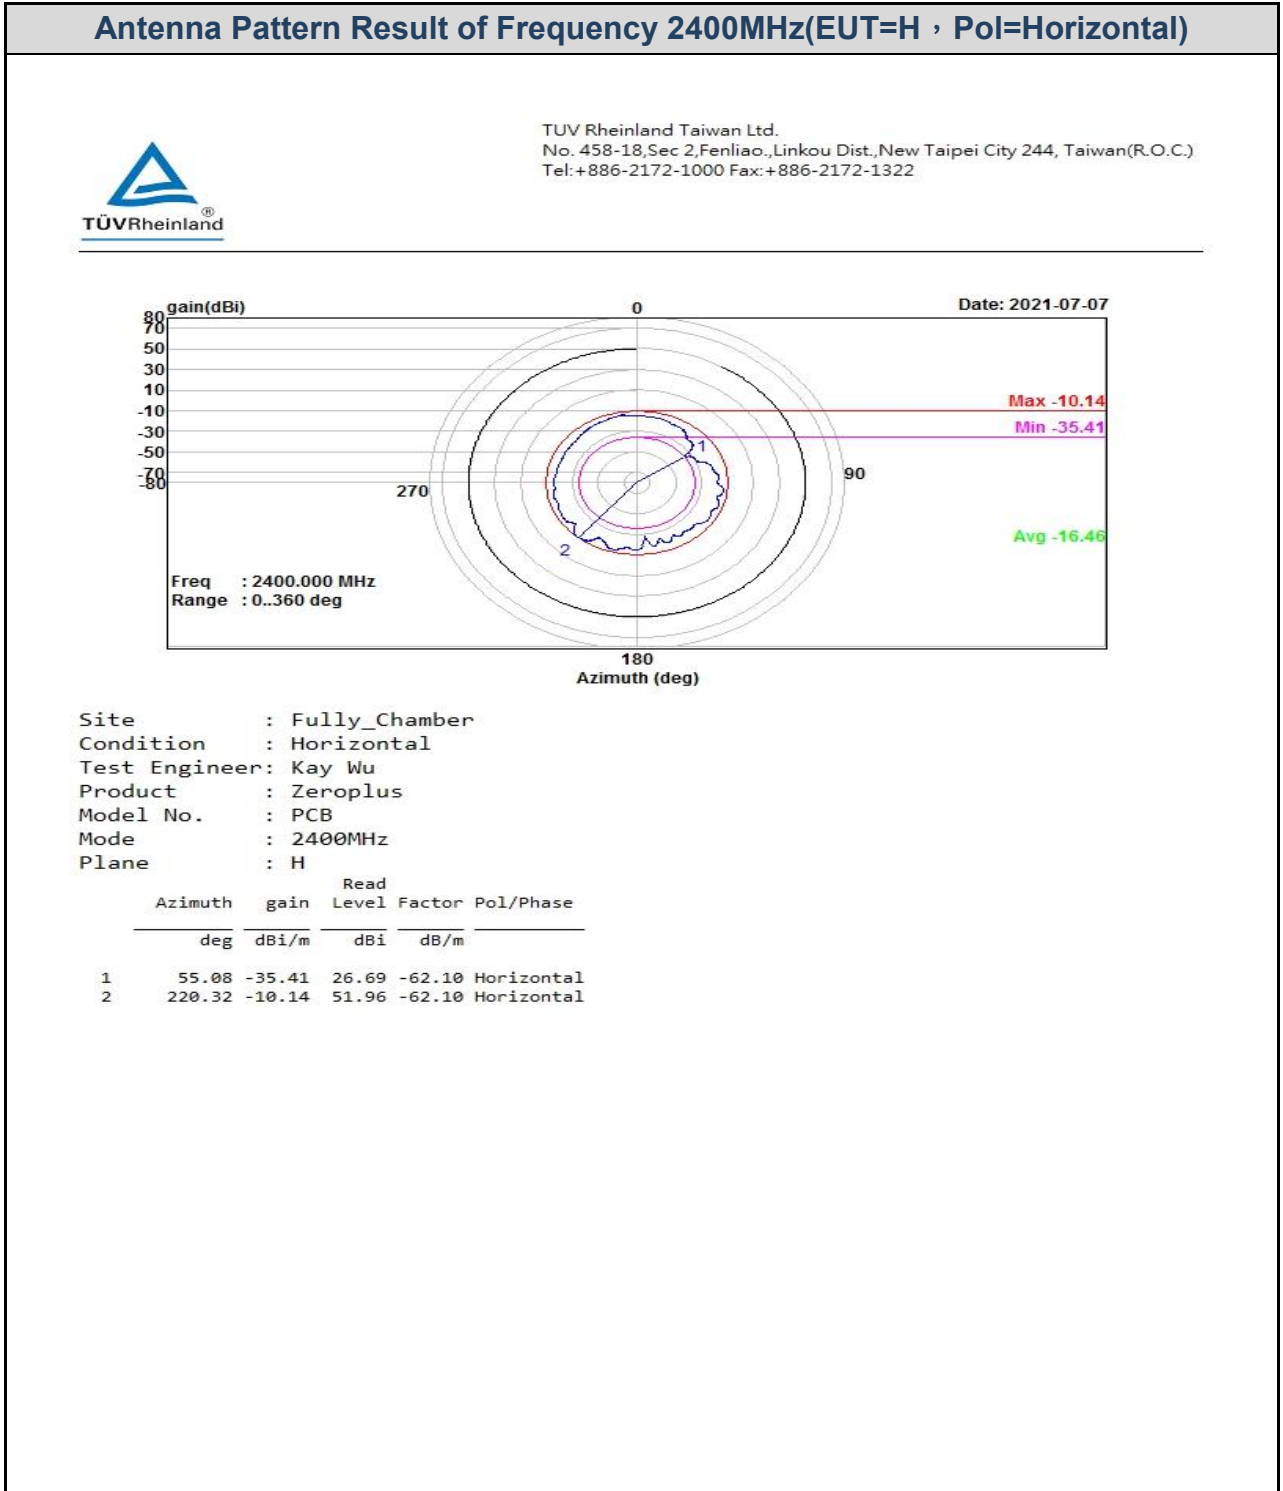 Antenna Pattern Result of Frequency 2400MHz(EUT=H，Pol=Horizontal)
TUV Rheinland Taiwan Ltd.
No. 458-18,Sec 2,Fenliao.,Linkou Dist.,New Taipei City 244, Taiwan(R.O.C.)
Tel:+886-2172-1000 Fax:+886-2172-1322
TÜVRheinland®
gain(dBi)
0
Date: 2021-07-07
80
70
50
30
10
-10
Max -10.14
-30
Min -35.41
-50
1
-70
90
-80
270
Avg -16.46
2
Freq : 2400.000 MHz
Range : 0..360 deg
180
Azimuth (deg)
Site : Fully_Chamber
Condition : Horizontal
Test Engineer: Kay Wu
Product : Zeroplus
Model No. : PCB
Mode : 2400MHz
Plane : H
Read
Azimuth gain Level Factor Pol/Phase
deg dBi/m dBi dB/m
1 55.08 -35.41 26.69 -62.10 Horizontal
2 220.32 -10.14 51.96 -62.10 Horizontal